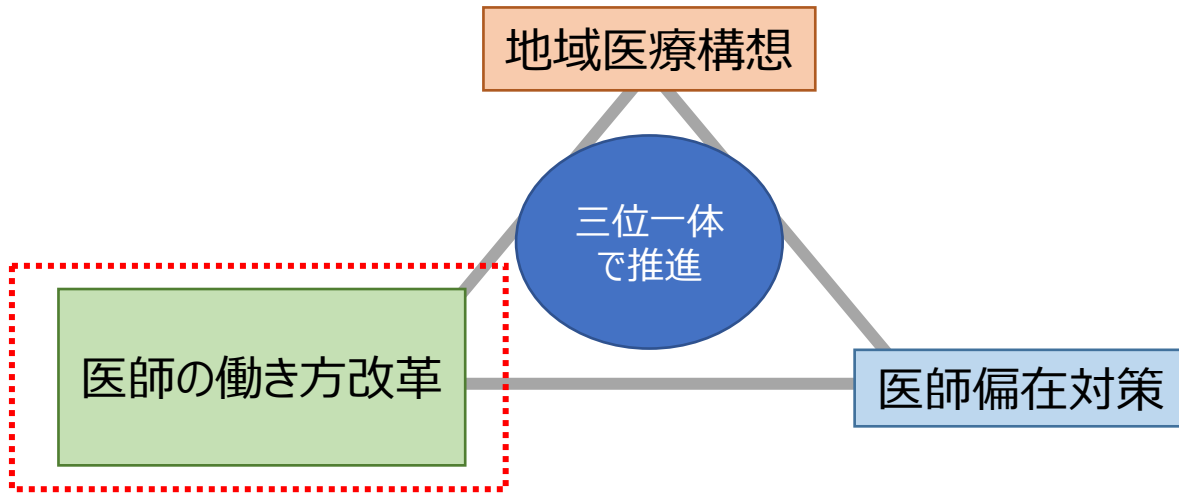 地域医療構想
三位一体
で推進
医師の働き方改革
医師偏在対策